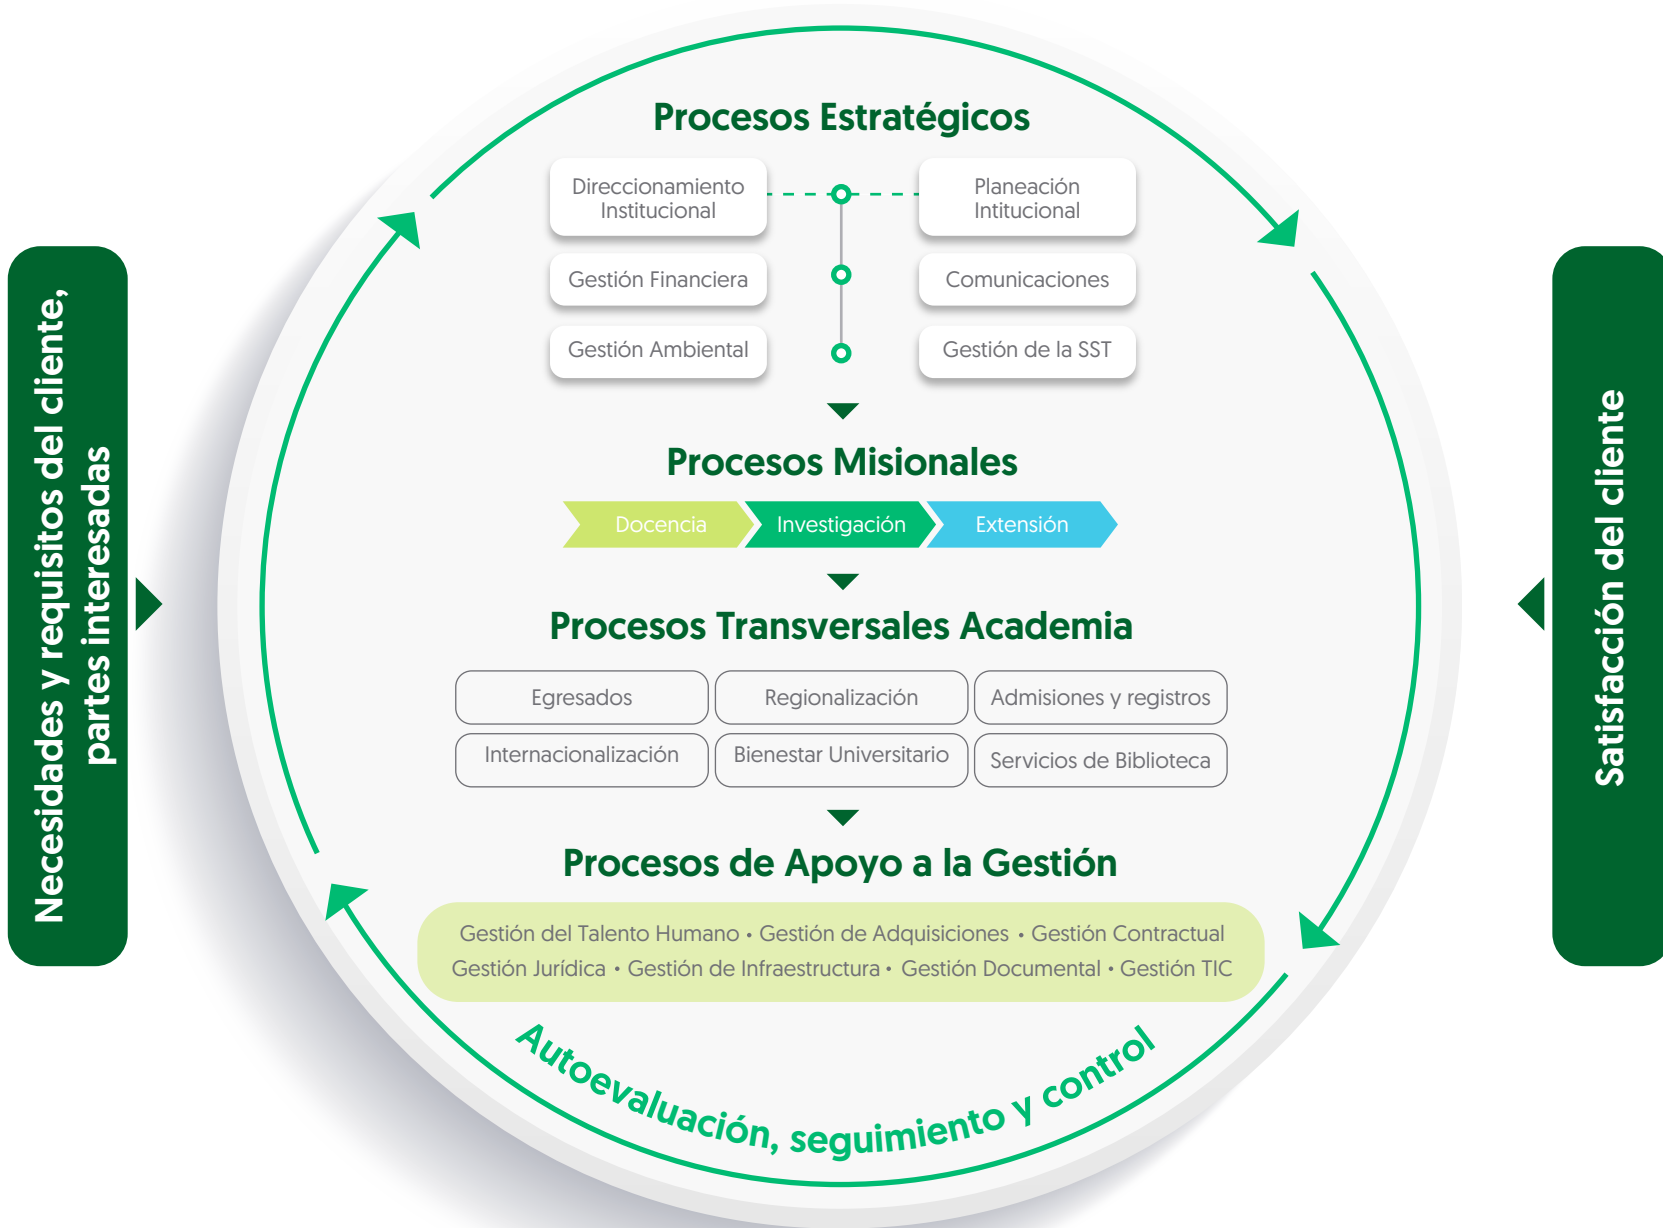 Necesidades y requisitos del cliente,
partes interesadas
Procesos Estratégicos
Direccionamiento
Institucional
Planeación
Intitucional
Gestión Financiera
Comunicaciones
Gestión Ambiental
Gestión de la SST
Procesos Misionales
Docencia
Investigación
Extensión
Procesos Transversales Academia
Egresados
Regionalización
Admisiones y registros
Internacionalización
Bienestar Universitario
Servicios de Biblioteca
Procesos de Apoyo a la Gestión
Gestión del Talento Humano • Gestión de Adquisiciones • Gestión Contractual
Gestión Jurídica • Gestión de Infraestructura • Gestión Documental • Gestión TIC
Autoevaluación, seguimiento y control
Satisfacción del cliente